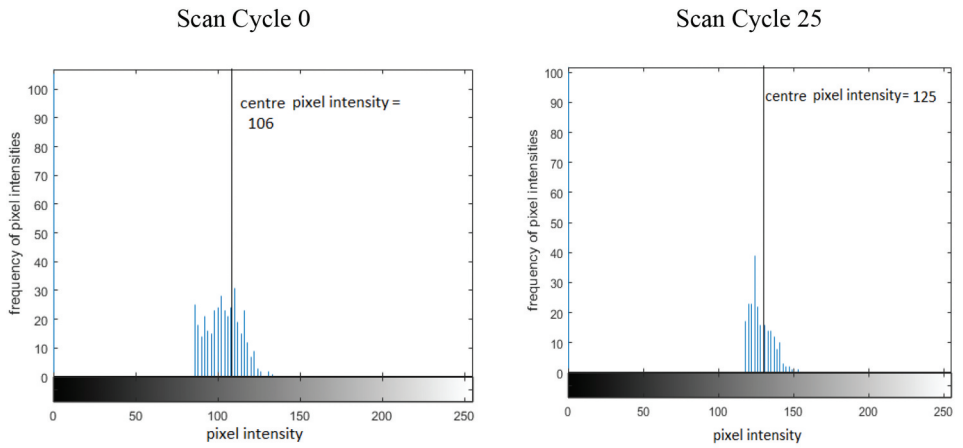 Scan Cycle 0
100
90
80
70
60
50
40
30
20
10
0
frequency of pixel intensities
centre pixel intensity =
106
0 50 100 150 200 250
pixel intensity
Scan Cycle 25
100
90
80
70
60
50
40
30
20
10
0
frequency of pixel intensities
centre pixel intensity= 125
0 50 100 150 200 250
pixel intensity